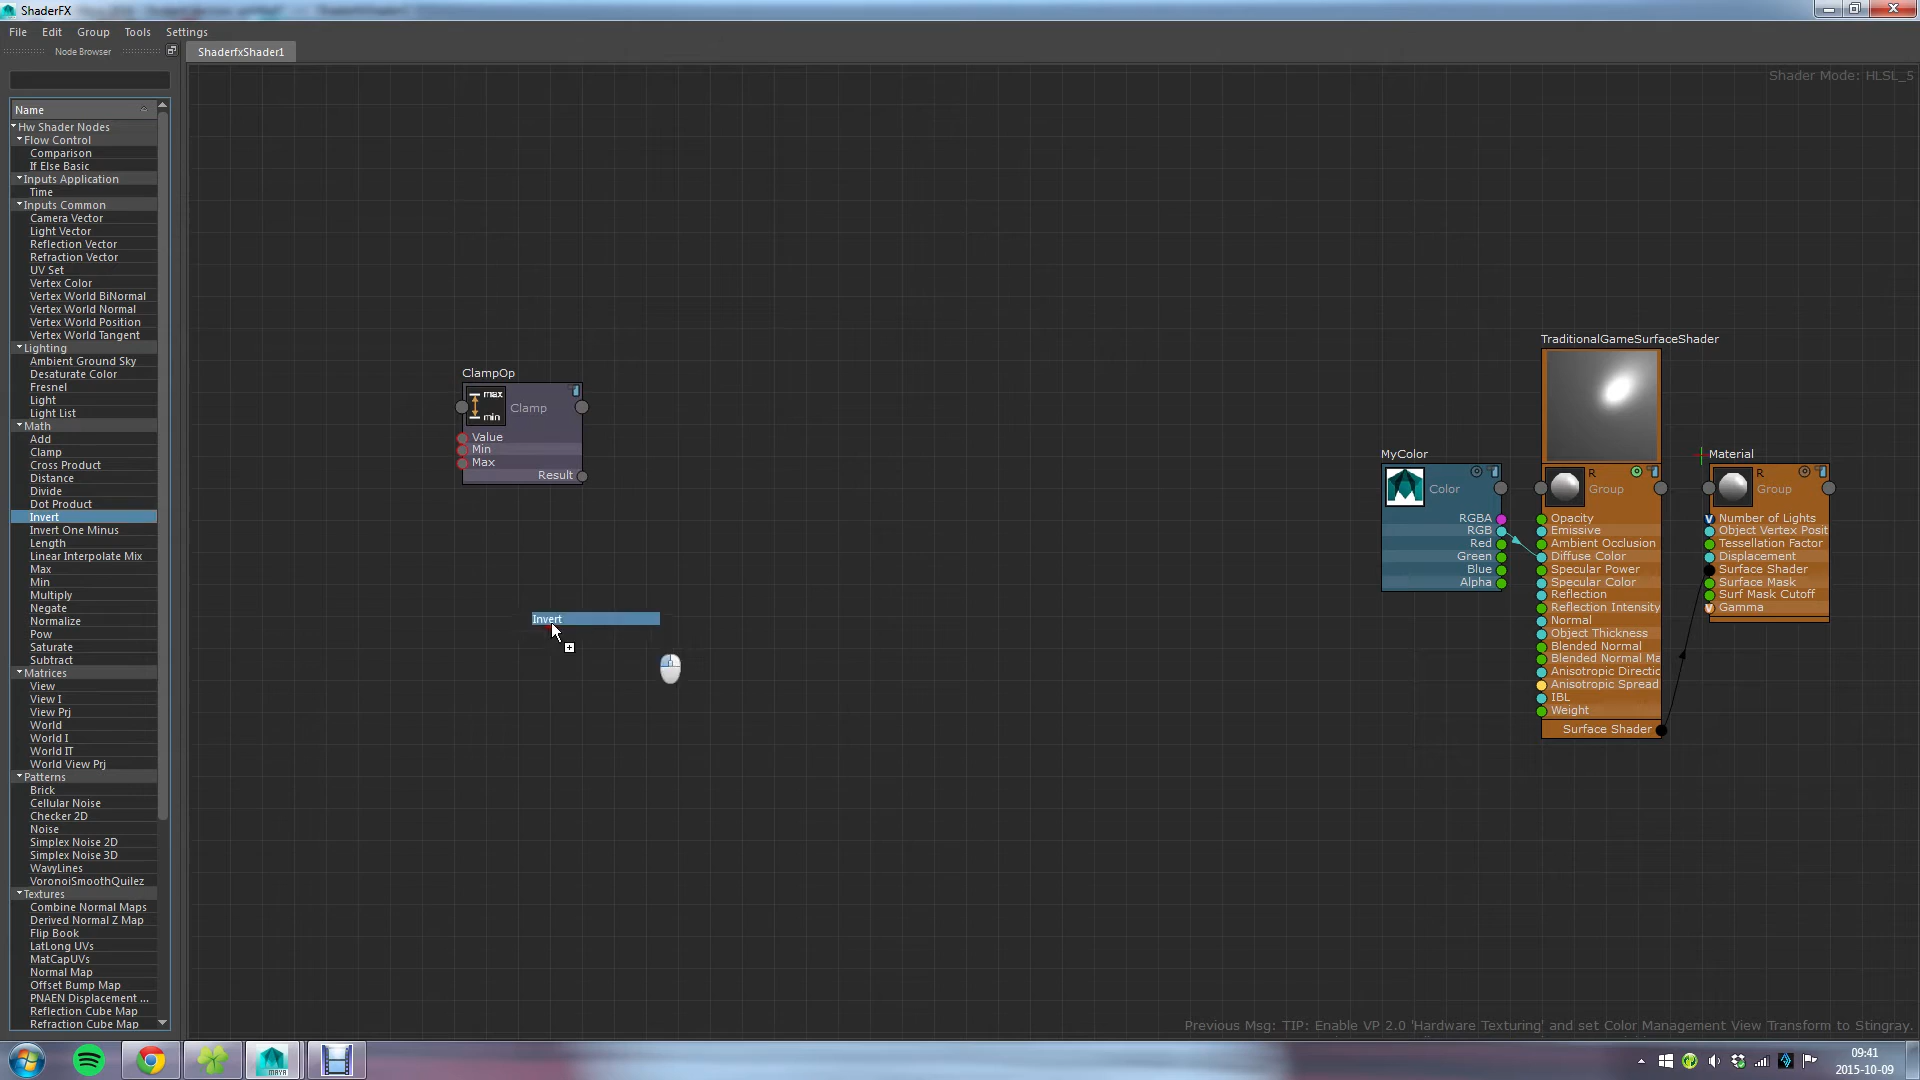 ShaderFX
File Edit Group Tools Settings
Node Browser
ShaderfxShader1
Shader Mode: HLSL_5
Name
Hw Shader Nodes
Flow Control
Comparison
If Else Basic
Inputs Application
Time
Inputs Common
Camera Vector
Light Vector
Reflection Vector
Refraction Vector
UV Set
Vertex Color
Vertex World BiNormal
Vertex World Normal
Vertex World Position
Vertex World Tangent
Lighting
Ambient Ground Sky
Desaturate Color
Fresnel
Light
Light List
Math
Add
Clamp
Cross Product
Distance
Divide
Dot Product
Invert
Invert One Minus
Length
Linear Interpolate Mix
Max
Min
Multiply
Negate
Normalize
Pow
Saturate
Subtract
Matrices
View
View I
View Prj
World
World I
World IT
World View Prj
Patterns
Brick
Cellular Noise
Checker 2D
Noise
Simplex Noise 2D
Simplex Noise 3D
WavyLines
VoronoiSmoothQuilez
Textures
Combine Normal Maps
Derived Normal Z Map
Flip Book
LatLong UVs
MatCapUVs
Normal Map
Offset Bump Map
PNAEN Displacement ...
Reflection Cube Map
Refraction Cube Map
ClampOp
max
min
Clamp
Value
Min
Max
Result
Invert
MyColor
Color
RGBA
RGB
Red
Green
Blue
Alpha
TraditionalGameSurfaceShader
R
Group
Opacity
Emissive
Ambient Occlusion
Diffuse Color
Specular Power
Specular Color
Reflection
Reflection Intensity
Normal
Object Thickness
Blended Normal
Blended Normal Ma
Anisotropic Directic
Anisotropic Spread
IBL
Weight
Surface Shader
Material
R
Group
V Number of Lights
Object Vertex Posit
Tessellation Factor
Displacement
Surface Shader
Surface Mask
Surf Mask Cutoff
V Gamma
Previous Msg: TIP: Enable VP 2.0 'Hardware Texturing' and set Color Management View Transform to Stingray.
MAYA
09:41
2015-10-09